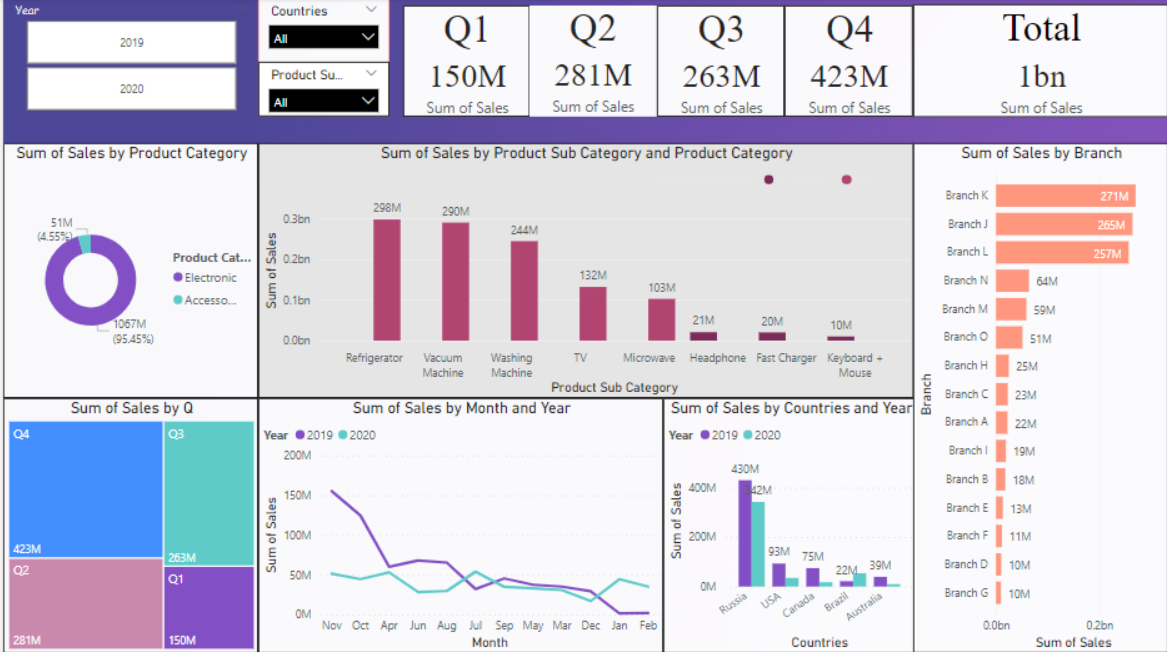 Year
2019
2020
Countries
All
Product Su...
All
Q1
150M
Sum of Sales
Q2
281M
Sum of Sales
Q3
263M
Sum of Sales
Q4
423M
Sum of Sales
Total
1bn
Sum of Sales
Sum of Sales by Product Category
51M
(4.55%)
1067M
(95.45%)
Product Cat...
Electronic
Accesso...
Sum of Sales by Product Sub Category and Product Category
Sum of Sales
0.3bn
0.2bn
0.1bn
0.0bn
298M
290M
244M
132M
103M
21M
20M
10M
Refrigerator
Vacuum
Machine
Washing
Machine
TV
Microwave
Headphone
Fast Charger
Keyboard +
Mouse
Product Sub Category
Sum of Sales by Branch
Branch
Branch K 271M
Branch J 265M
Branch L 257M
Branch N 64M
Branch M 59M
Branch O 51M
Branch H 25M
Branch C 23M
Branch A 22M
Branch I 19M
Branch B 18M
Branch E 13M
Branch F 11M
Branch D 10M
Branch G 10M
0.0bn 0.2bn
Sum of Sales
Sum of Sales by Q
Q4
423M
Q3
263M
Q2
281M
Q1
150M
Sum of Sales by Month and Year
Year 2019 2020
Sum of Sales
200M
150M
100M
50M
0M
Nov Oct Apr Jun Aug Jul Sep May Mar Dec Jan Feb
Month
Sum of Sales by Countries and Year
Year 2019 2020
Sum of Sales
400M
200M
0M
430M
342M
93M
75M
22M
39M
Russia
USA
Canada
Brazil
Australia
Countries